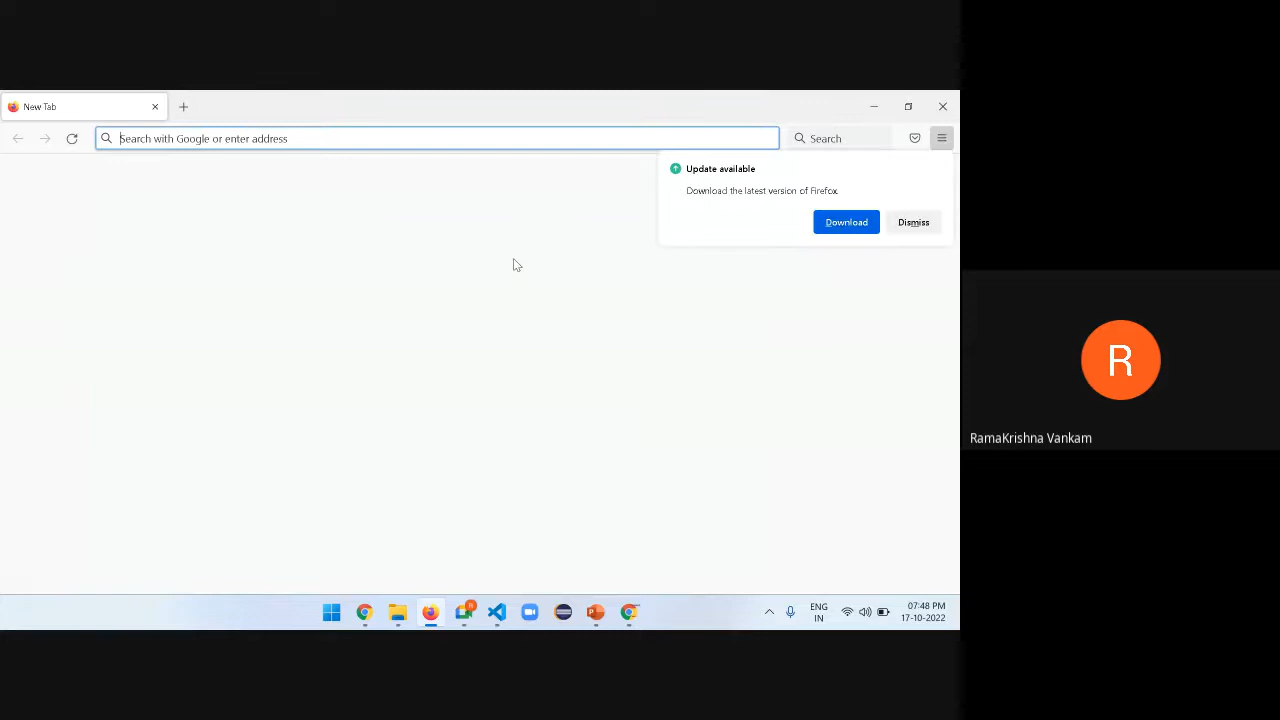 New Tab
Search with Google or enter address
Search
Update available
Download the latest version of Firefox.
Download
Dismiss
R
RamaKrishna Vankam
R
ENG
IN
07:48 PM
17-10-2022